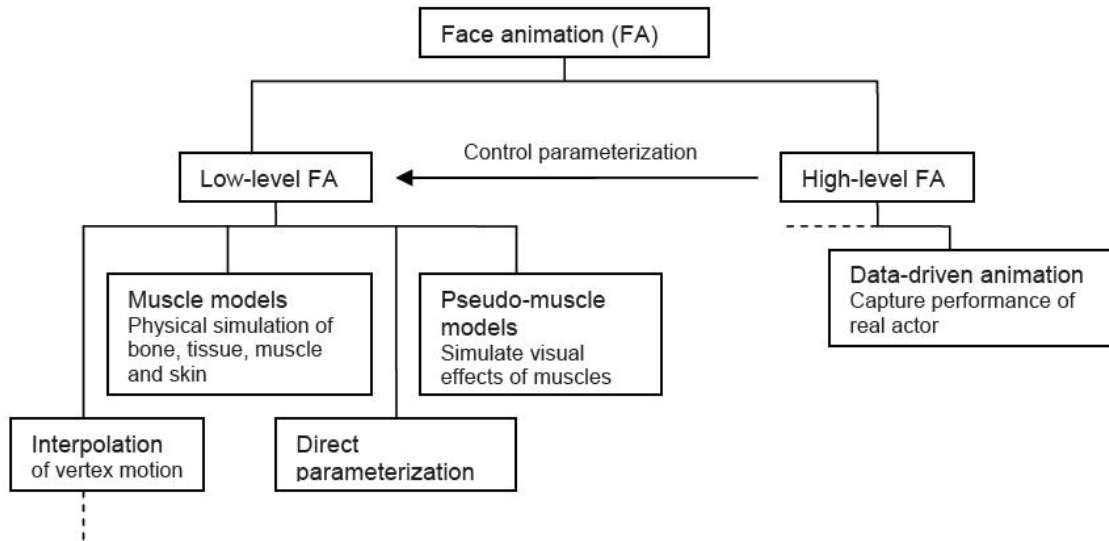 Face animation (FA)
Control parameterization
Low-level FA
High-level FA
Muscle models
Physical simulation of
bone, tissue, muscle
and skin
Pseudo-muscle
models
Simulate visual
effects of muscles
Data-driven animation
Capture performance of
real actor
Interpolation
of vertex motion
Direct
parameterization